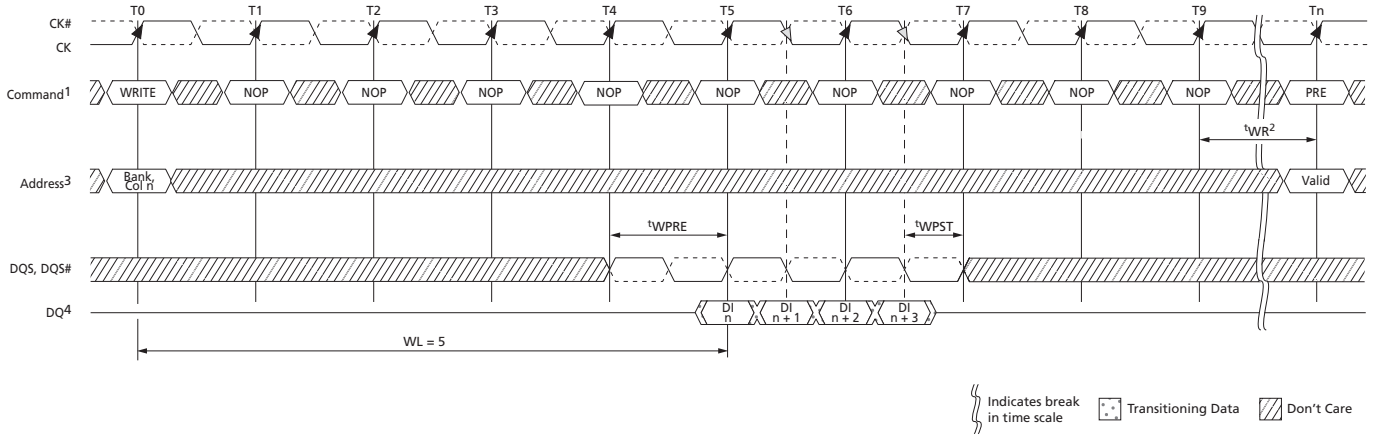 T0 T1 T2 T3 T4 T5 T6 T7 T8 T9 Tn
CK#
CK
Command1 WRITE NOP NOP NOP NOP NOP NOP NOP NOP NOP PRE
tWR2
Address3 Bank, Col n Valid
tWPRE tWPST
DQS, DQS#
DQ4 DI n DI n + 1 DI n + 2 DI n + 3
WL = 5
Indicates break in time scale
Transitioning Data
Don't Care